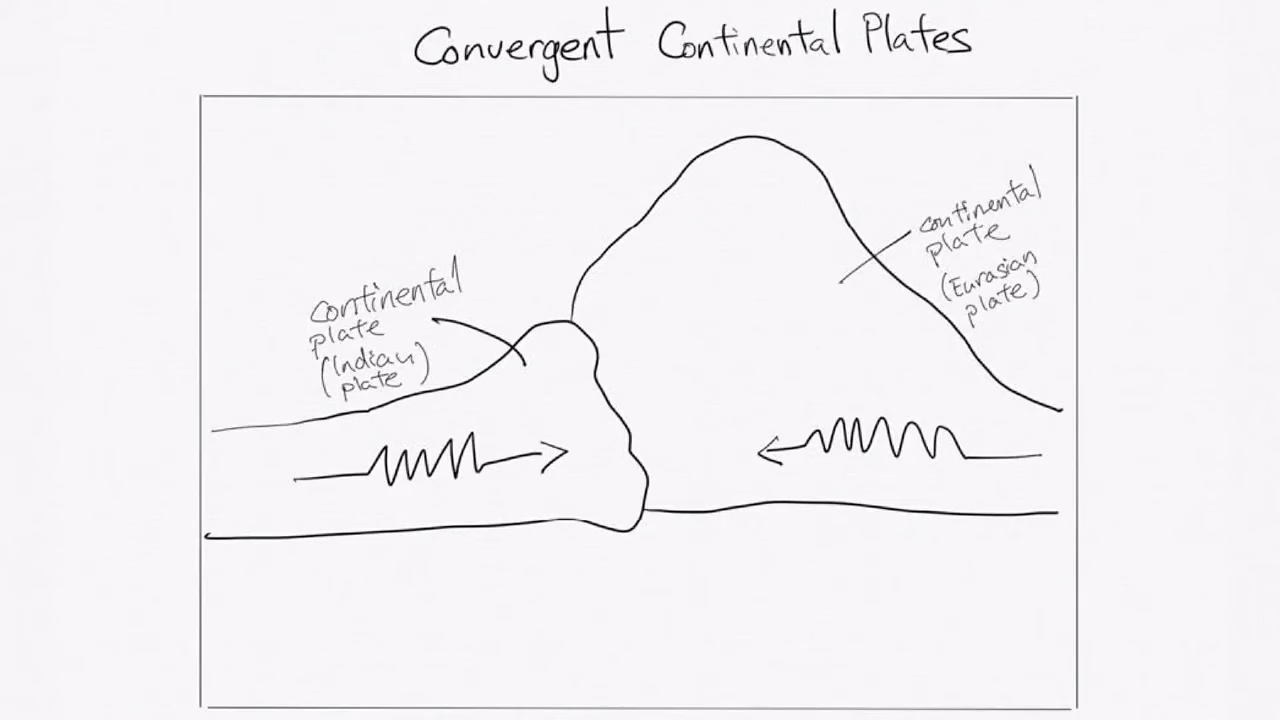 Convergent Continental Plates
continental
plate
(Eurasian
plate)
continental
plate
(Indian
plate)